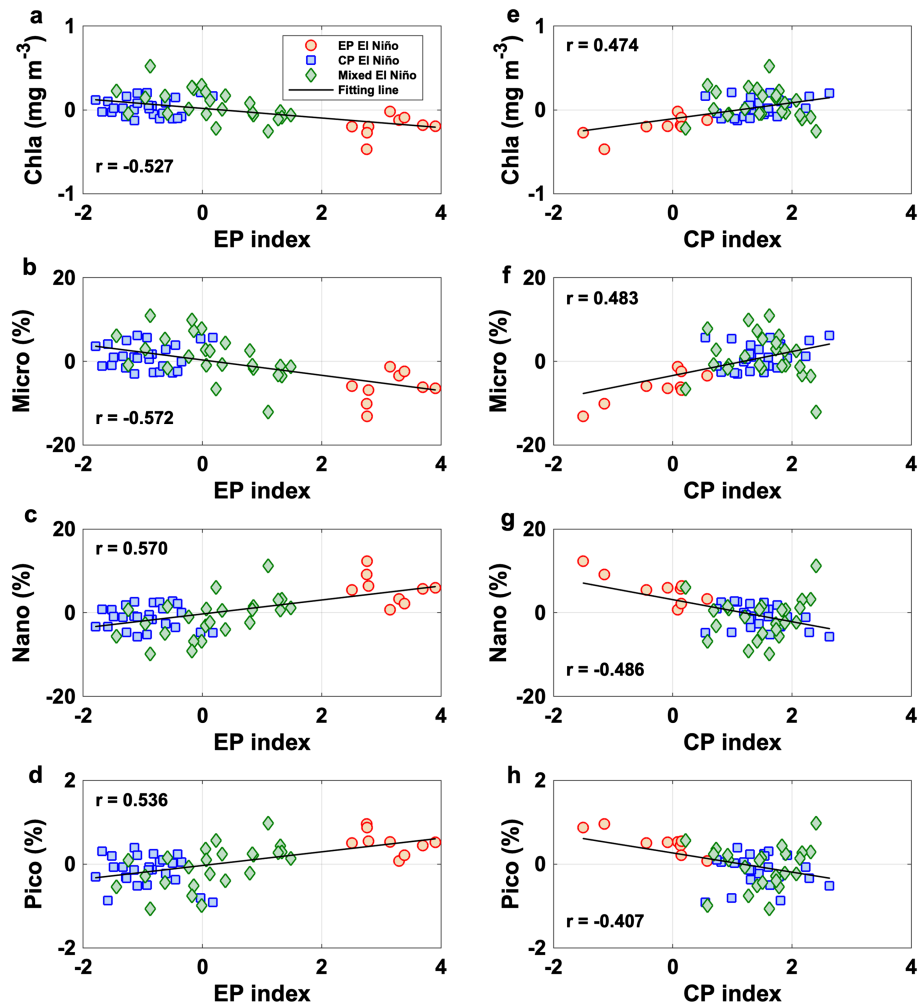 a
Chla (mg m-3)
1
0
-1
-2
0
2
4
EP index
r = -0.527
EP El Niño
CP El Niño
Mixed El Niño
Fitting line
e
Chla (mg m-3)
1
0
-1
-2
0
2
4
CP index
r = 0.474
b
Micro (%)
20
0
-20
-2
0
2
4
EP index
r = -0.572
f
Micro (%)
20
0
-20
-2
0
2
4
CP index
r = 0.483
c
Nano (%)
20
0
-20
-2
0
2
4
EP index
r = 0.570
g
Nano (%)
20
0
-20
-2
0
2
4
CP index
r = -0.486
d
Pico (%)
2
0
-2
-2
0
2
4
EP index
r = 0.536
h
Pico (%)
2
0
-2
-2
0
2
4
CP index
r = -0.407